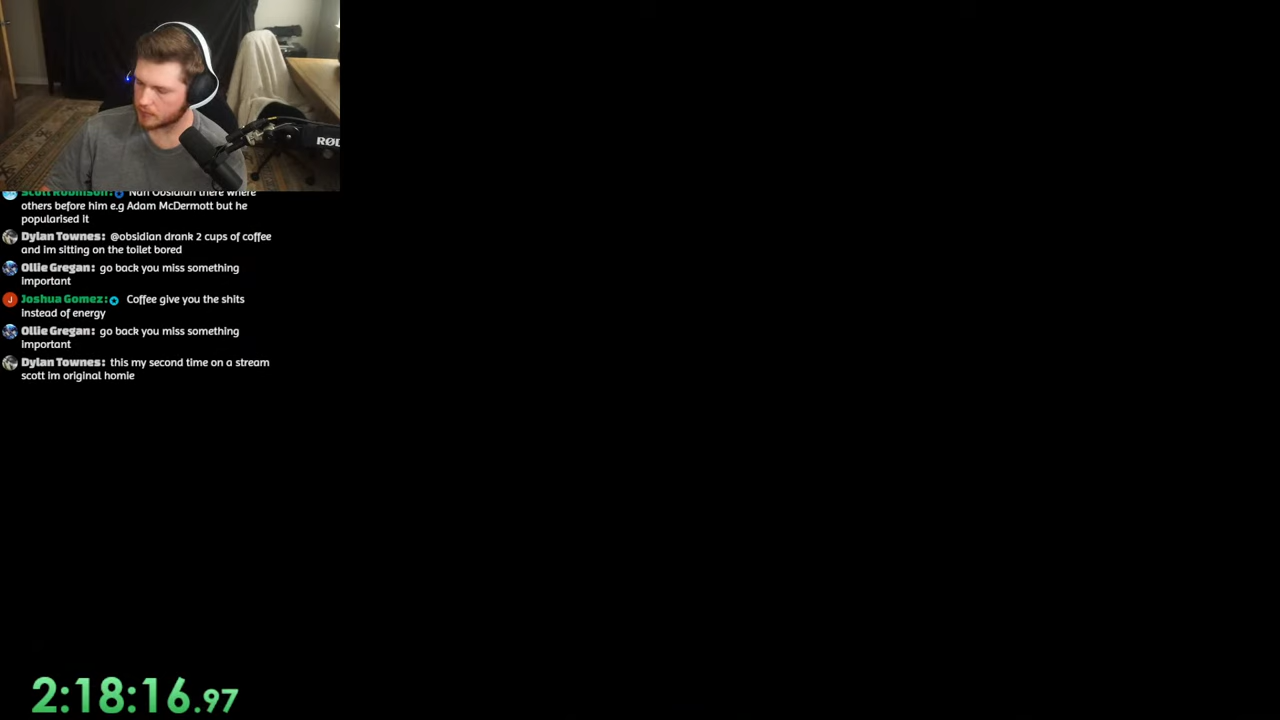 Scott Robinson: Nah Obsidian there where
others before him e.g Adam McDermott but he
popularised it
Dylan Townes: @obsidian drank 2 cups of coffee
and im sitting on the toilet bored
Ollie Gregan: go back you miss something
important
J Joshua Gomez: Coffee give you the shits
instead of energy
Ollie Gregan: go back you miss something
important
Dylan Townes: this my second time on a stream
scott im original homie
RØD
2:18:16.97